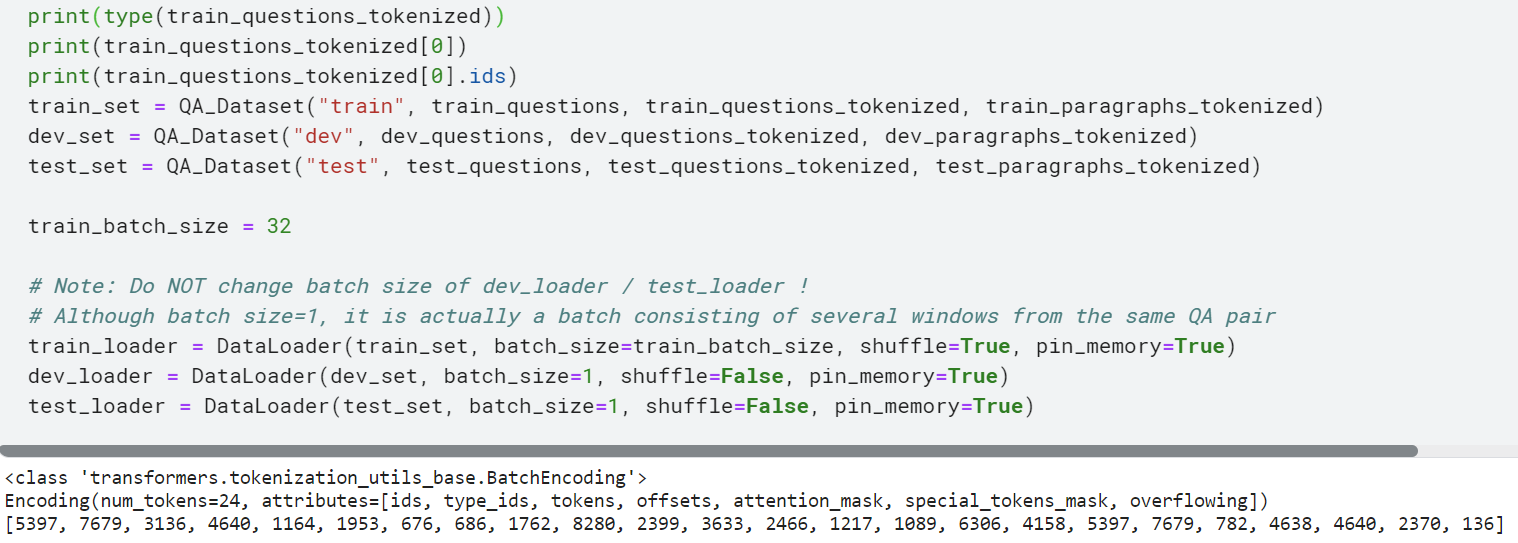 print(type(train_questions_tokenized))
print(train_questions_tokenized[0])
print(train_questions_tokenized[0].ids)
train_set = QA_Dataset("train", train_questions, train_questions_tokenized, train_paragraphs_tokenized)
dev_set = QA_Dataset("dev", dev_questions, dev_questions_tokenized, dev_paragraphs_tokenized)
test_set = QA_Dataset("test", test_questions, test_questions_tokenized, test_paragraphs_tokenized)
train_batch_size = 32
# Note: Do NOT change batch size of dev_loader / test_loader !
# Although batch size=1, it is actually a batch consisting of several windows from the same QA pair
train_loader = DataLoader(train_set, batch_size=train_batch_size, shuffle=True, pin_memory=True)
dev_loader = DataLoader(dev_set, batch_size=1, shuffle=False, pin_memory=True)
test_loader = DataLoader(test_set, batch_size=1, shuffle=False, pin_memory=True)
<class 'transformers.tokenization_utils_base.BatchEncoding'>
Encoding(num_tokens=24, attributes=[ids, type_ids, tokens, offsets, attention_mask, special_tokens_mask, overflowing])
[5397, 7679, 3136, 4640, 1164, 1953, 676, 686, 1762, 8280, 2399, 3633, 2466, 1217, 1089, 6306, 4158, 5397, 7679, 782, 4638, 4640, 2370, 136]